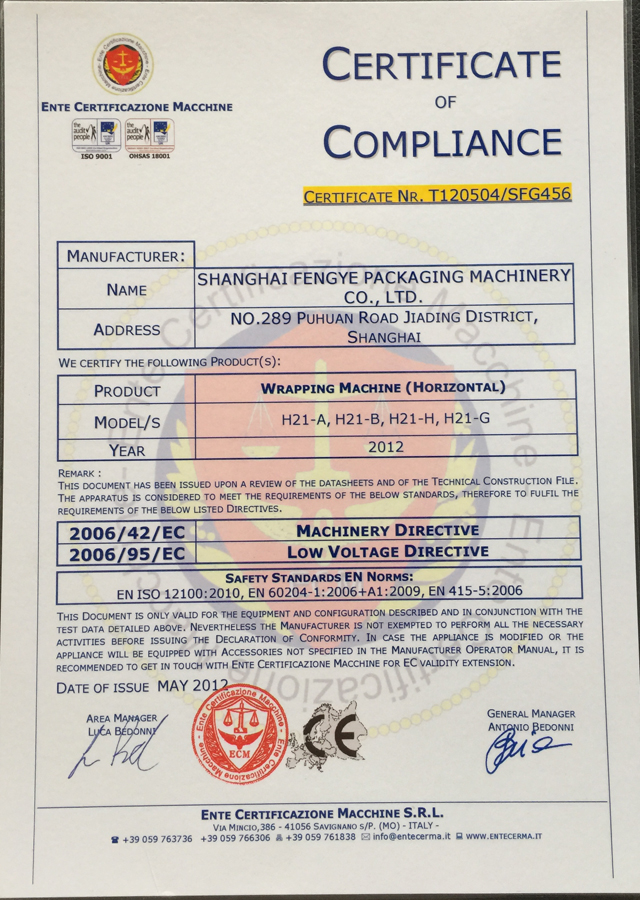 Ente Certificazione Macchine
CERTIFICATE
OF
COMPLIANCE
ENTE CERTIFICAZIONE MACCHINE
the audit people
the audit people
ISO 9001
OHSAS 18001
CERTIFICATE NR. T120504/SFG456
MANUFACTURER:
NAME
SHANGHAI FENGYE PACKAGING MACHINERY
CO., LTD.
ADDRESS
NO.289 PUHUAN ROAD JIADING DISTRICT,
SHANGHAI
WE CERTIFY THE FOLLOWING PRODUCT(S):
PRODUCT WRAPPING MACHINE (HORIZONTAL)
MODEL/S H21-A, H21-B, H21-H, H21-G
YEAR 2012
REMARK :
THIS DOCUMENT HAS BEEN ISSUED UPON A REVIEW OF THE DATASHEETS AND OF THE TECHNICAL CONSTRUCTION FILE.
THE APPARATUS IS CONSIDERED TO MEET THE REQUIREMENTS OF THE BELOW STANDARDS, THEREFORE TO FULFIL THE
REQUIREMENTS OF THE BELOW LISTED DIRECTIVES.
2006/42/EC MACHINERY DIRECTIVE
2006/95/EC LOW VOLTAGE DIRECTIVE
SAFETY STANDARDS EN NORMS:
EN ISO 12100:2010, EN 60204-1:2006+A1:2009, EN 415-5:2006
THIS DOCUMENT IS ONLY VALID FOR THE EQUIPMENT AND CONFIGURATION DESCRIBED AND IN CONJUNCTION WITH THE
TEST DATA DETAILED ABOVE. NEVERTHELESS THE MANUFACTURER IS NOT EXEMPTED TO PERFORM ALL THE NECESSARY
ACTIVITIES BEFORE ISSUING THE DECLARATION OF CONFORMITY. IN CASE THE APPLIANCE IS MODIFIED OR THE
APPLIANCE WILL BE EQUIPPED WITH ACCESSORIES NOT SPECIFIED IN THE MANUFACTURER OPERATOR MANUAL, IT IS
RECOMMENDED TO GET IN TOUCH WITH ENTE CERTIFICAZIONE MACCHINE FOR EC VALIDITY EXTENSION.
DATE OF ISSUE MAY 2012
AREA MANAGER
LUCA BEDONNI
Ente Certificazione Macchine
ECM
CE
GENERAL MANAGER
ANTONIO BEDONNI
ENTE CERTIFICAZIONE MACCHINE S.R.L.
VIA MINCIO,386 - 41056 SAVIGNANO S/P. (MO) - ITALY -
+39 059 763736 +39 059 766306 +39 059 761838 info@entecerma.it WWW.ENTECERMA.IT